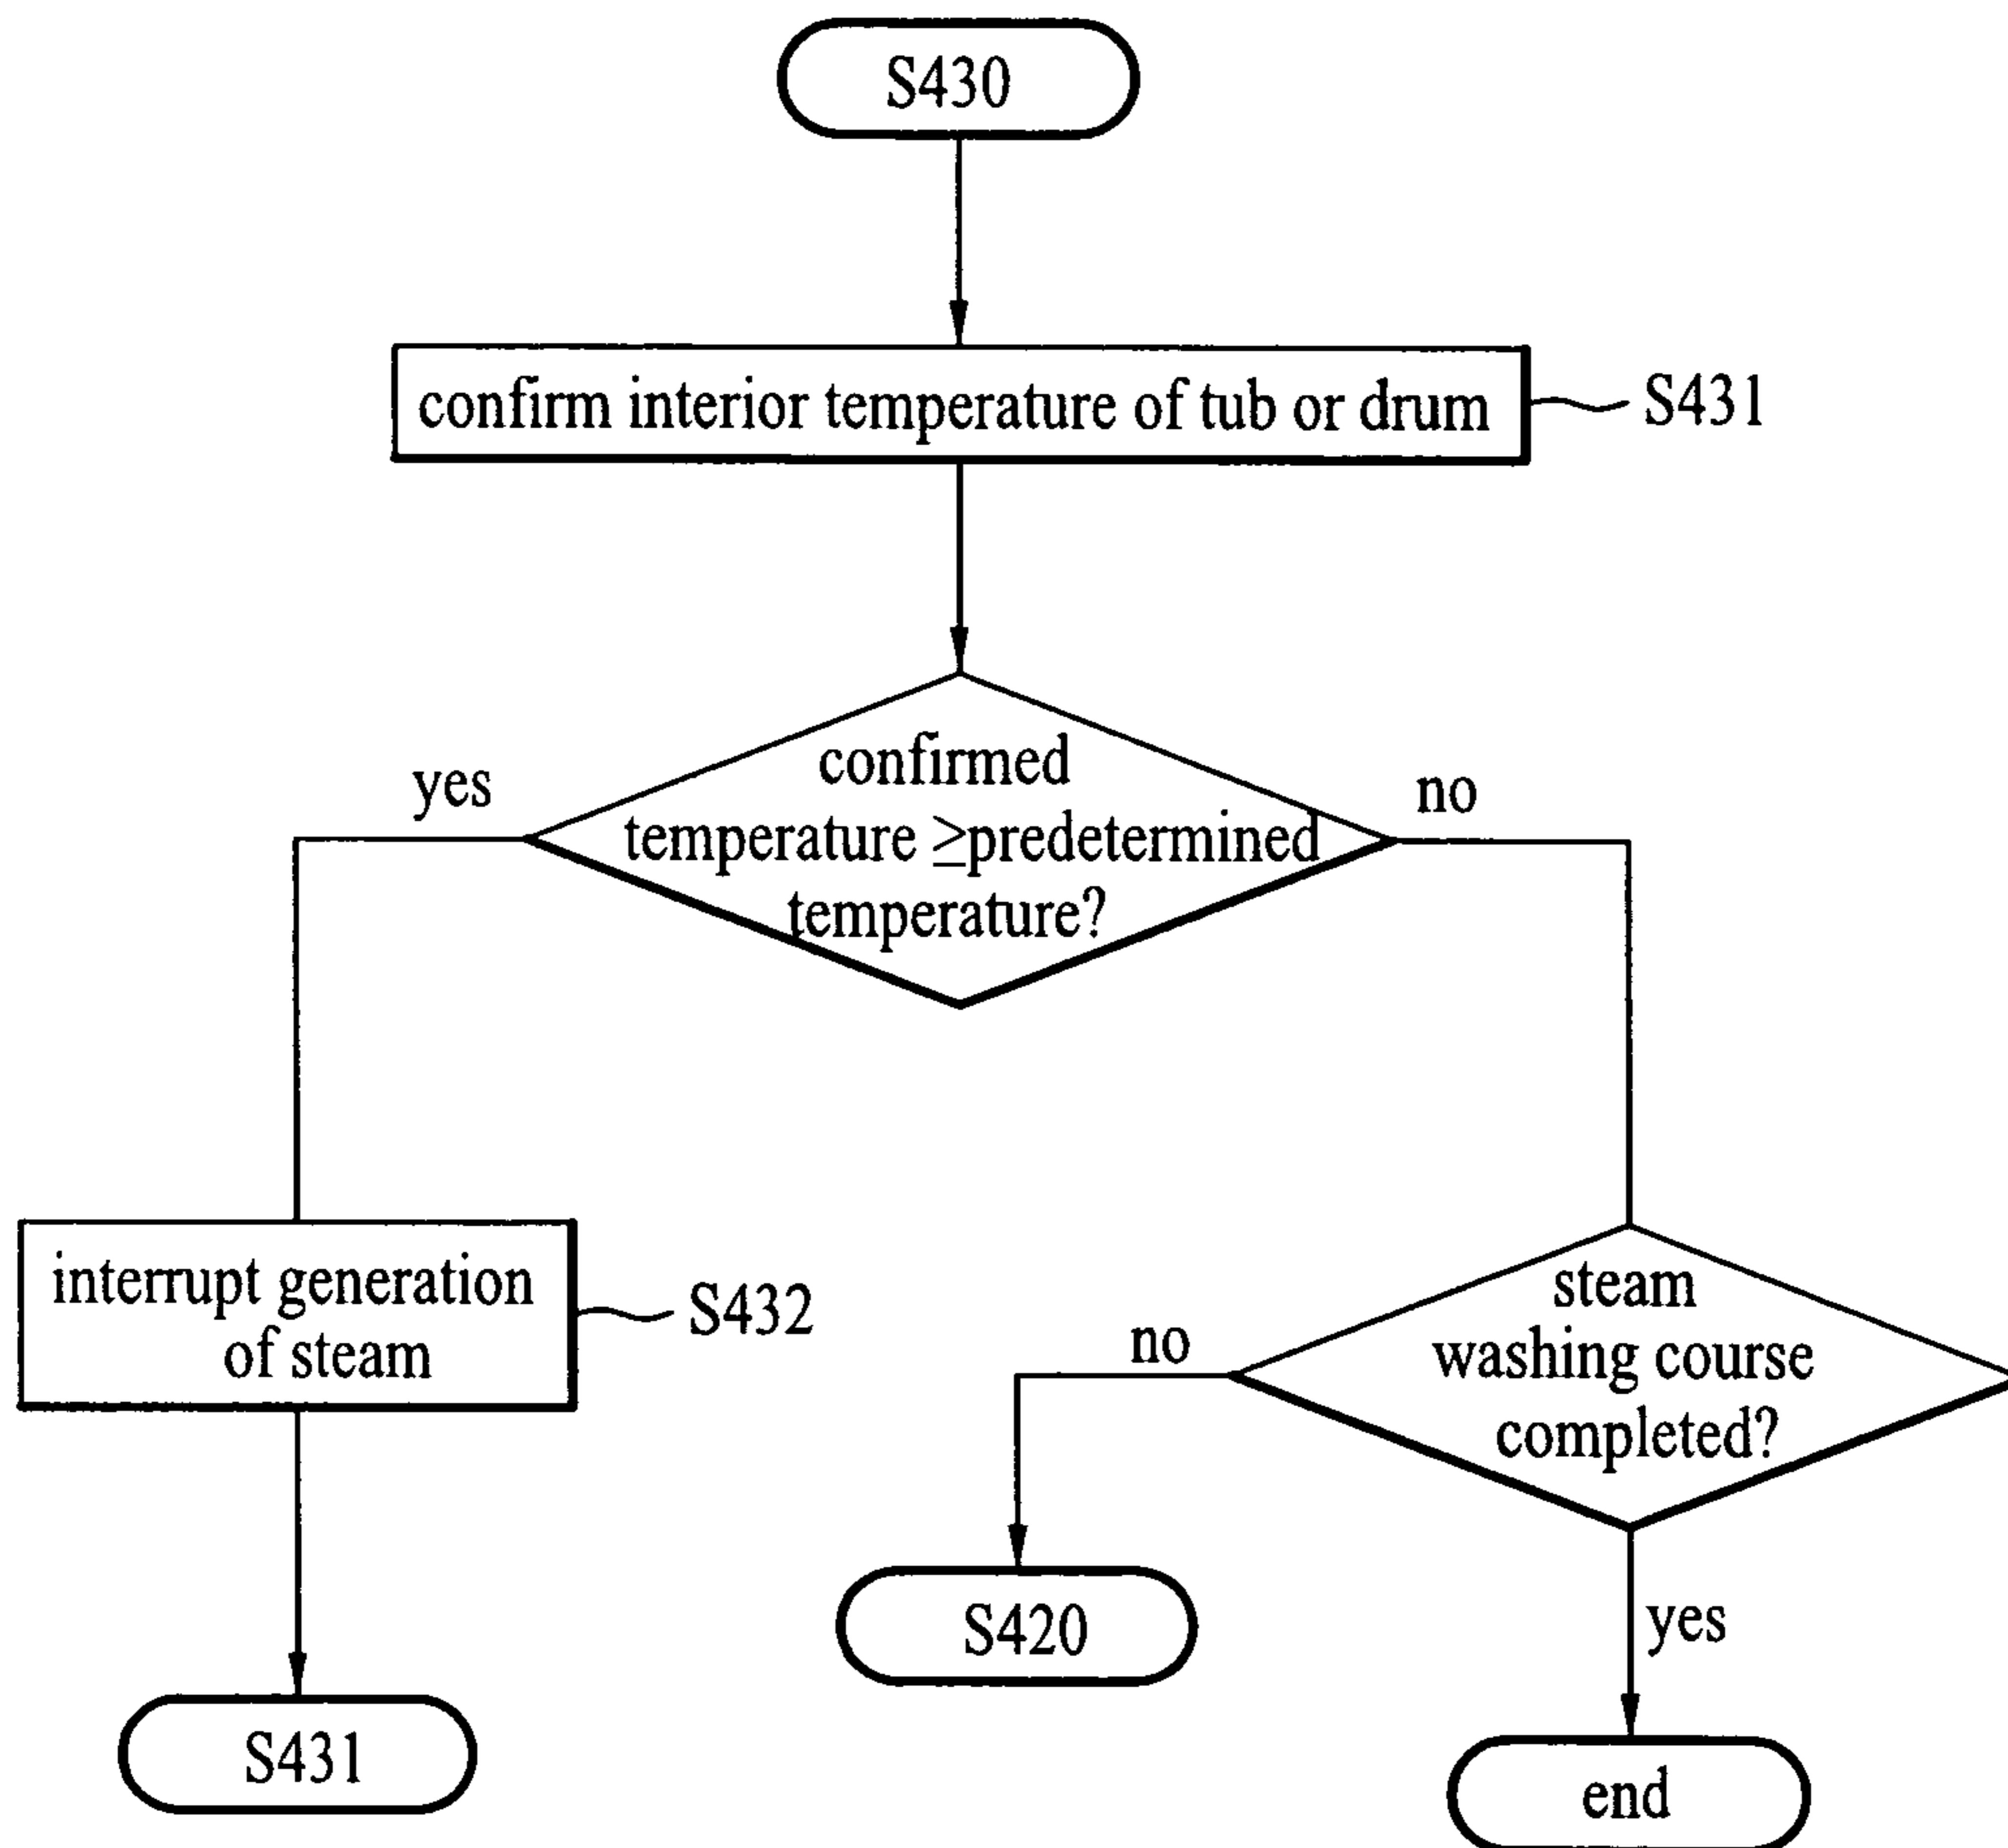 S430
confirm interior temperature of tub or drum
S431
confirmed
temperature ≥predetermined
temperature?
yes
no
interrupt generation
of steam
S432
steam
washing course
completed?
no
yes
S420
S431
end